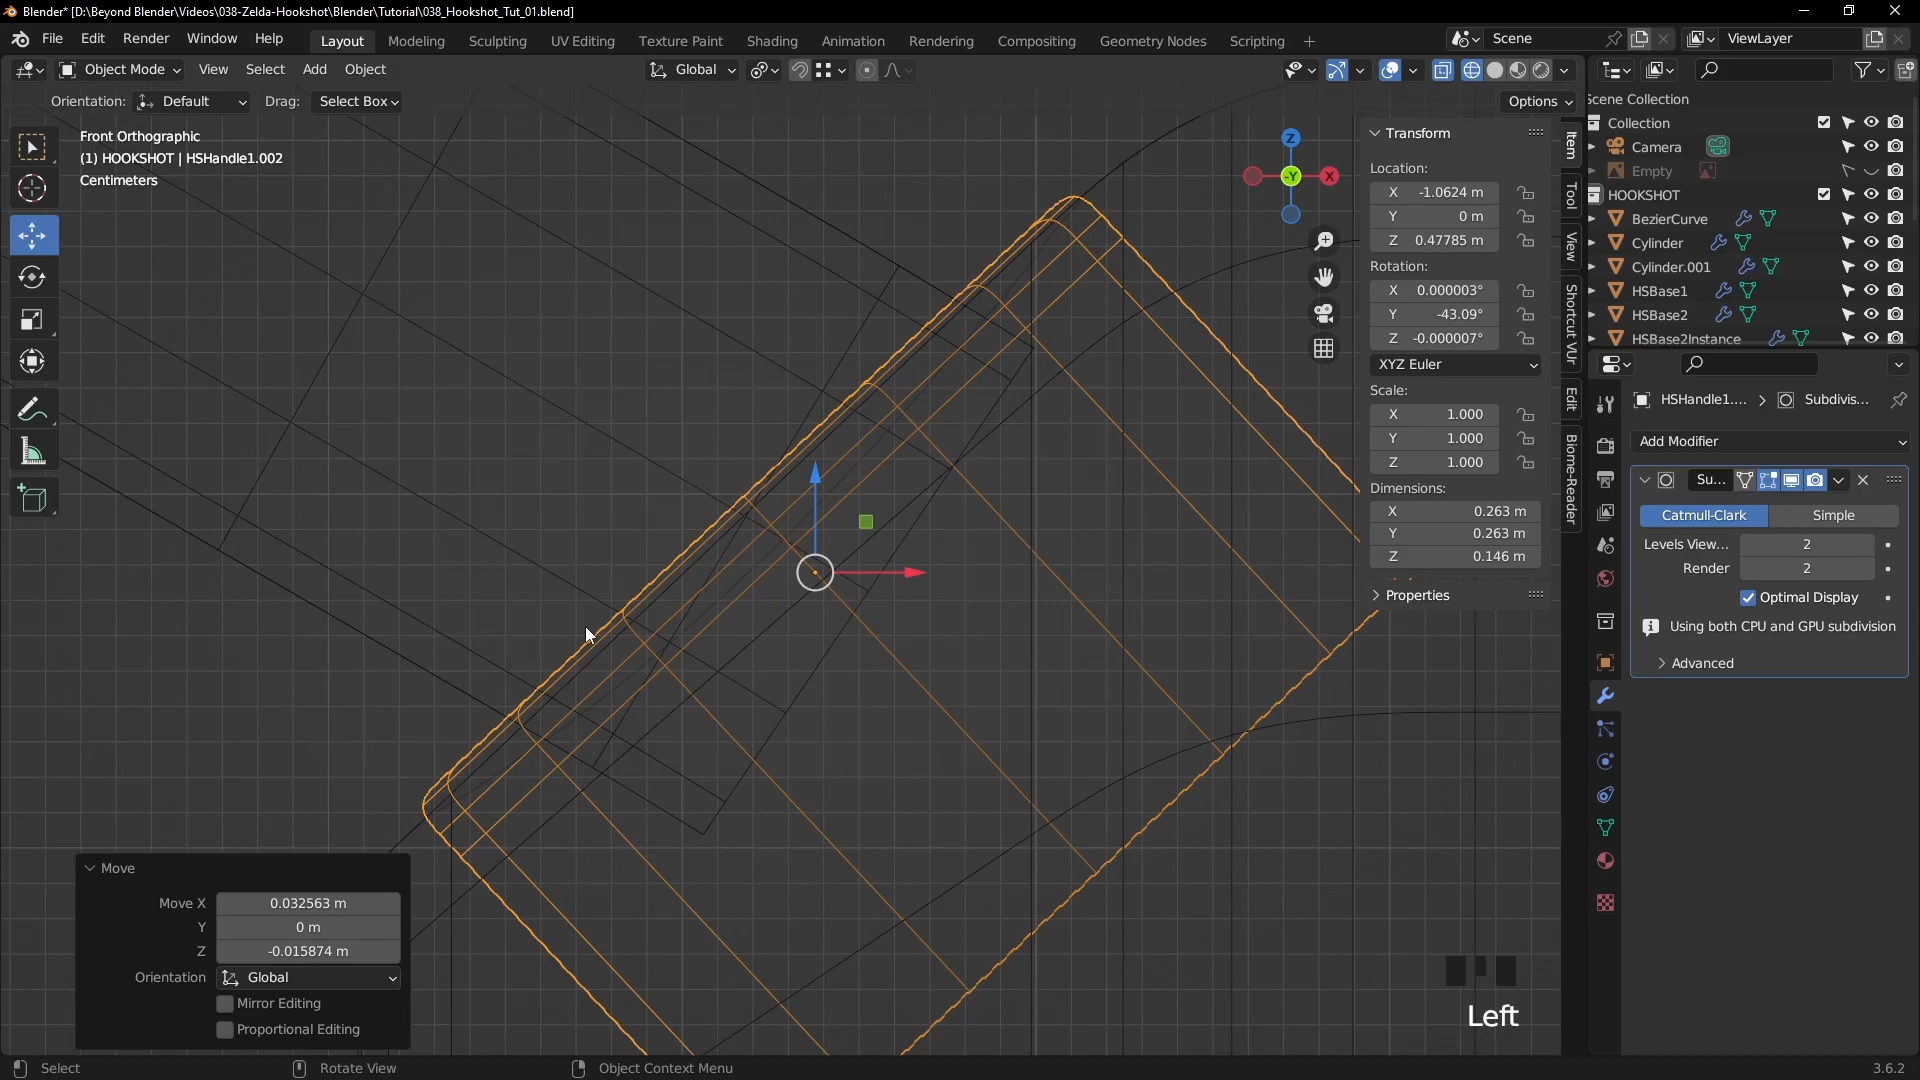 Blender* [D:\Beyond Blender\Videos\038-Zelda-Hookshot\Blender\Tutorial\038_Hookshot_Tut_01.blend]
File Edit Render Window Help Layout Modeling Sculpting UV Editing Texture Paint Shading Animation Rendering Compositing Geometry Nodes Scripting + Scene ViewLayer
Object Mode View Select Add Object Global
Orientation: Default Drag: Select Box Options
Front Orthographic
(1) HOOKSHOT | HSHandle1.002
Centimeters
Z
-Y X
Transform
Location:
X -1.0624 m
Y 0 m
Z 0.47785 m
Rotation:
X 0.000003°
Y -43.09°
Z -0.000007°
XYZ Euler
Scale:
X 1.000
Y 1.000
Z 1.000
Dimensions:
X 0.263 m
Y 0.263 m
Z 0.146 m
Properties
Item
Tool
View
Shortcut VUr
Edit
Biome-Reader
Scene Collection
Collection
Camera
Empty
HOOKSHOT
BezierCurve
Cylinder
Cylinder.001
HSBase1
HSBase2
HSBase2Instance
HSHandle1.... Subdivis...
Add Modifier
Su...
Catmull-Clark Simple
Levels View... 2
Render 2
Optimal Display
Using both CPU and GPU subdivision
Advanced
Move
Move X 0.032563 m
Y 0 m
Z -0.015874 m
Orientation Global
Mirror Editing
Proportional Editing
Left
Select Rotate View Object Context Menu 3.6.2